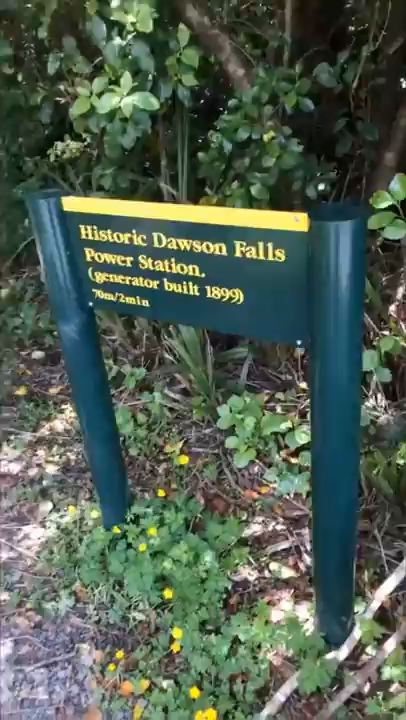 Historic Dawson Falls
Power Station.
(generator built 1899)
70m/2min